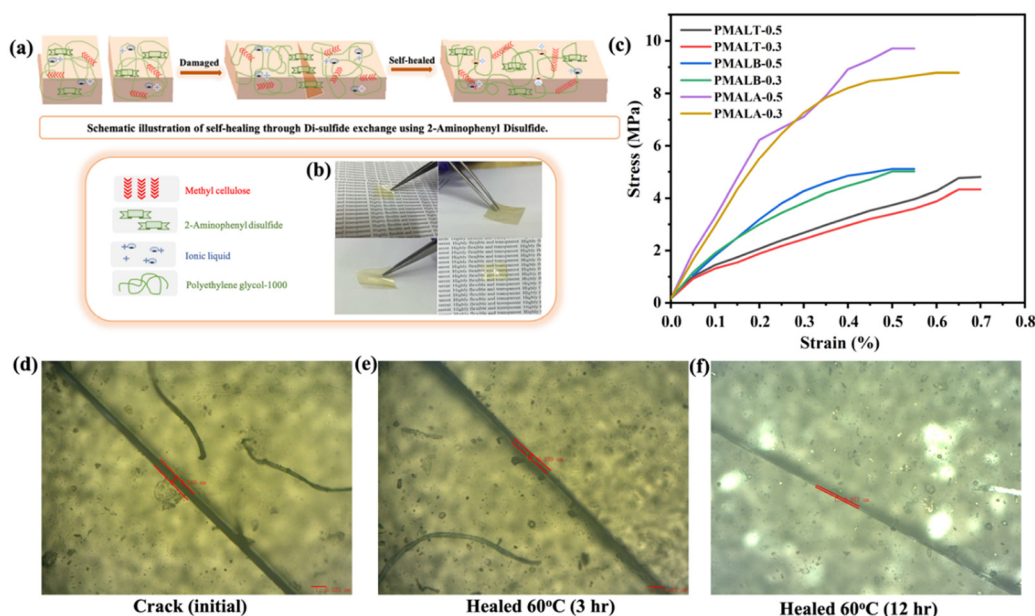 (a)
Damaged
Self-healed
Schematic illustration of self-healing through Di-sulfide exchange using 2-Aminophenyl Disulfide.
Methyl cellulose
2-Aminophenyl disulfide
Ionic liquid
Polyethylene glycol-1000
(b)
Highly flexible and transparent
(c)
PMALT-0.5
PMALT-0.3
PMALB-0.5
PMALB-0.3
PMALA-0.5
PMALA-0.3
Stress (MPa)
10
8
6
4
2
0
0.0 0.1 0.2 0.3 0.4 0.5 0.6 0.7 0.8
Strain (%)
(d)
Crack (initial)
(e)
Healed 60°C (3 hr)
(f)
Healed 60°C (12 hr)